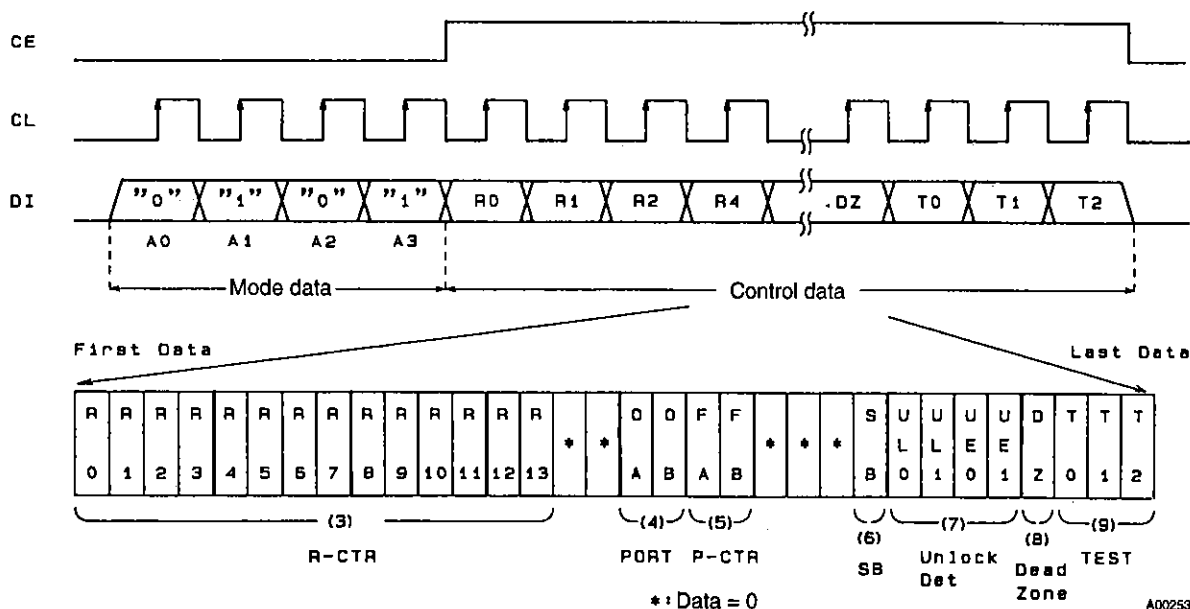 CE
CL
DI "0" "1" "0" "1" R0 R1 R2 R4 .DZ T0 T1 T2
A0 A1 A2 A3
Mode data Control data
First Data Last Data
R R R R R R R R R R R R R R * * O O F F * * * S U U U U D T T T
L L E E
0 1 2 3 4 5 6 7 8 9 10 11 12 13 A B A B B 0 1 0 1 Z 0 1 2
(3) (4) (5) (6) (7) (8) (9)
R-CTR PORT P-CTR SB Unlock Det Dead Zone TEST
*: Data = 0
A00253